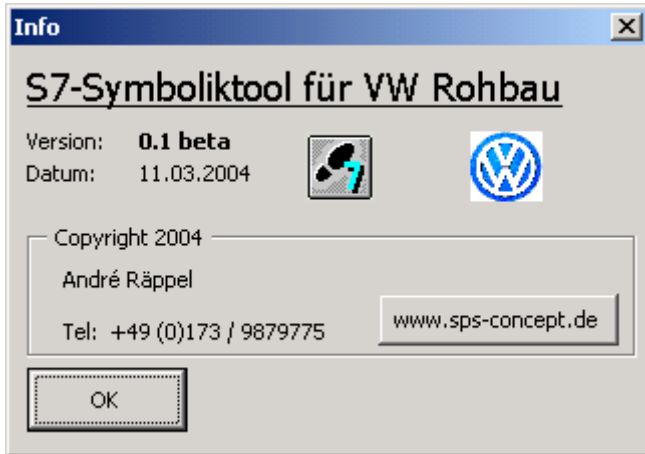 Info
S7-Symboliktool für VW Rohbau
Version: 0.1 beta
Datum: 11.03.2004
7
Copyright 2004
André Räppel
Tel: +49 (0)173 / 9879775
www.sps-concept.de
OK